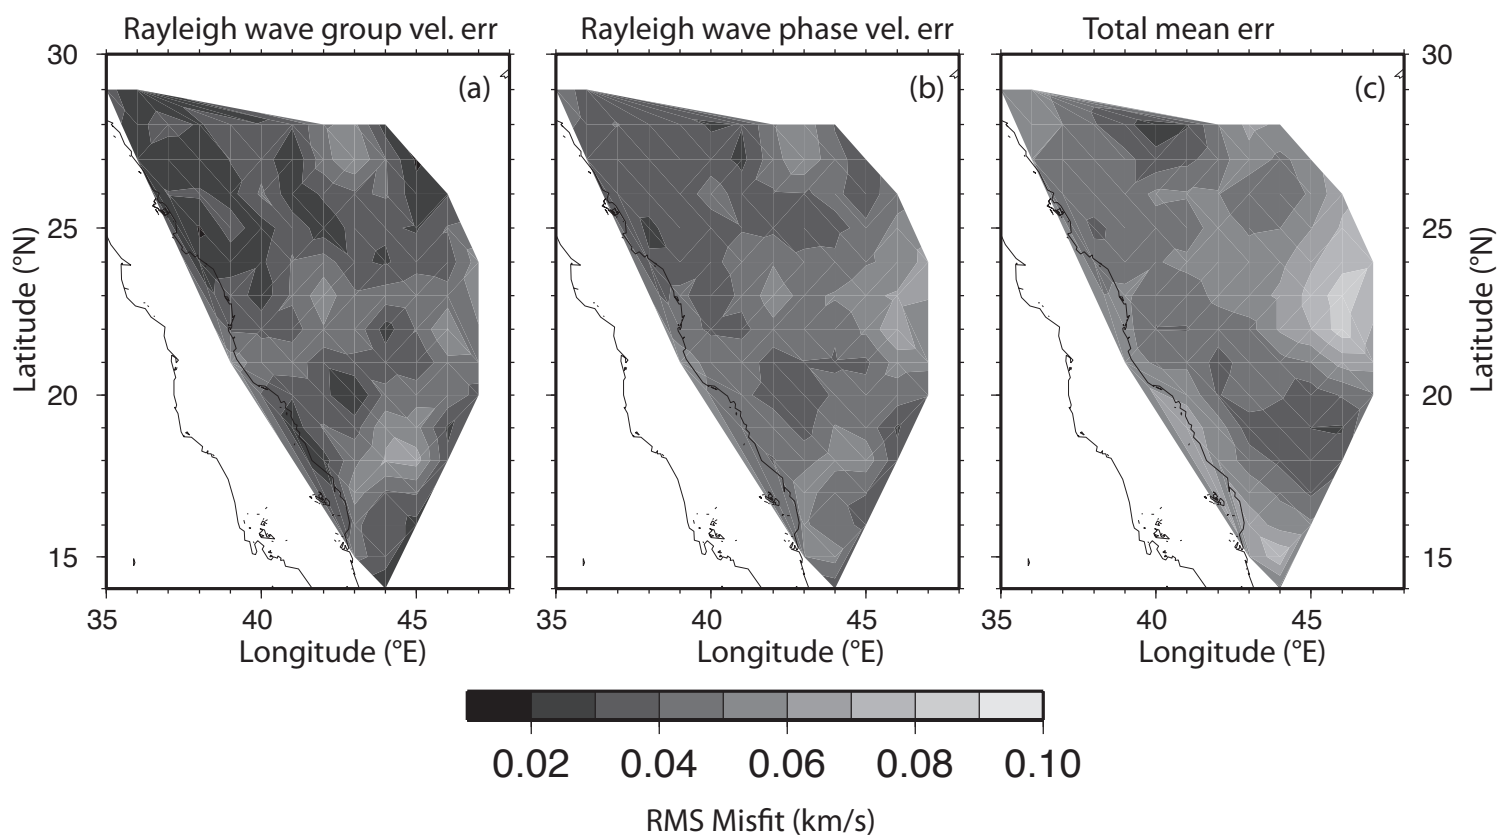 Rayleigh wave group vel. err Rayleigh wave phase vel. err Total mean err
30 (a) (b) (c) 30
25 25
20 20
15 15
Latitude (°N) Latitude (°N)
35 40 45 35 40 45 35 40 45
Longitude (°E) Longitude (°E) Longitude (°E)
0.02 0.04 0.06 0.08 0.10
RMS Misfit (km/s)